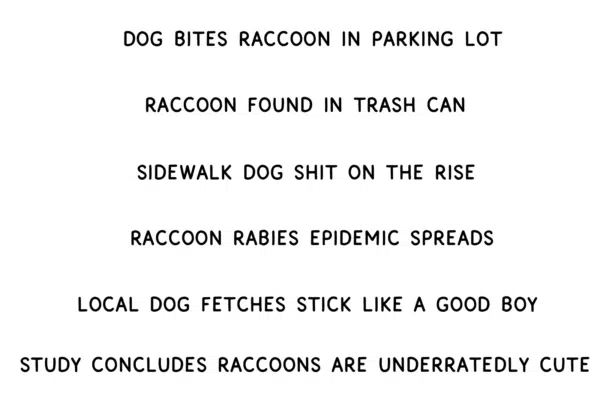 DOG BITES RACCOON IN PARKING LOT
RACCOON FOUND IN TRASH CAN
SIDEWALK DOG SHIT ON THE RISE
RACCOON RABIES EPIDEMIC SPREADS
LOCAL DOG FETCHES STICK LIKE A GOOD BOY
STUDY CONCLUDES RACCOONS ARE UNDERRATEDLY CUTE